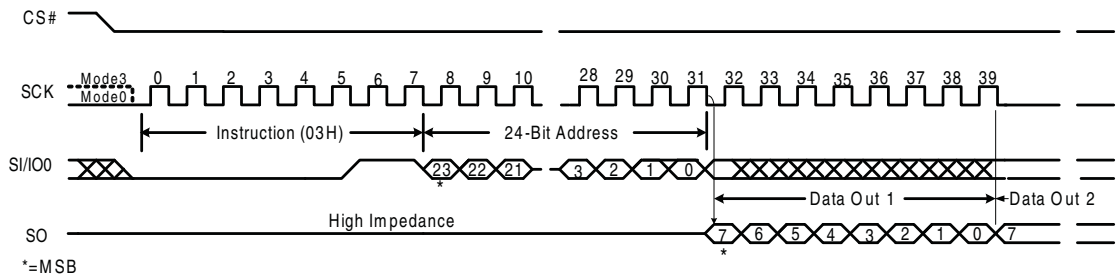 CS#
SCK
Mode3
Mode0
0 1 2 3 4 5 6 7 8 9 10 28 29 30 31 32 33 34 35 36 37 38 39
Instruction (03H)
24-Bit Address
SI/IO0
23 22 21 3 2 1 0
*
Data Out 1
Data Out 2
High Impedance
SO
7 6 5 4 3 2 1 0 7
*
*=MSB